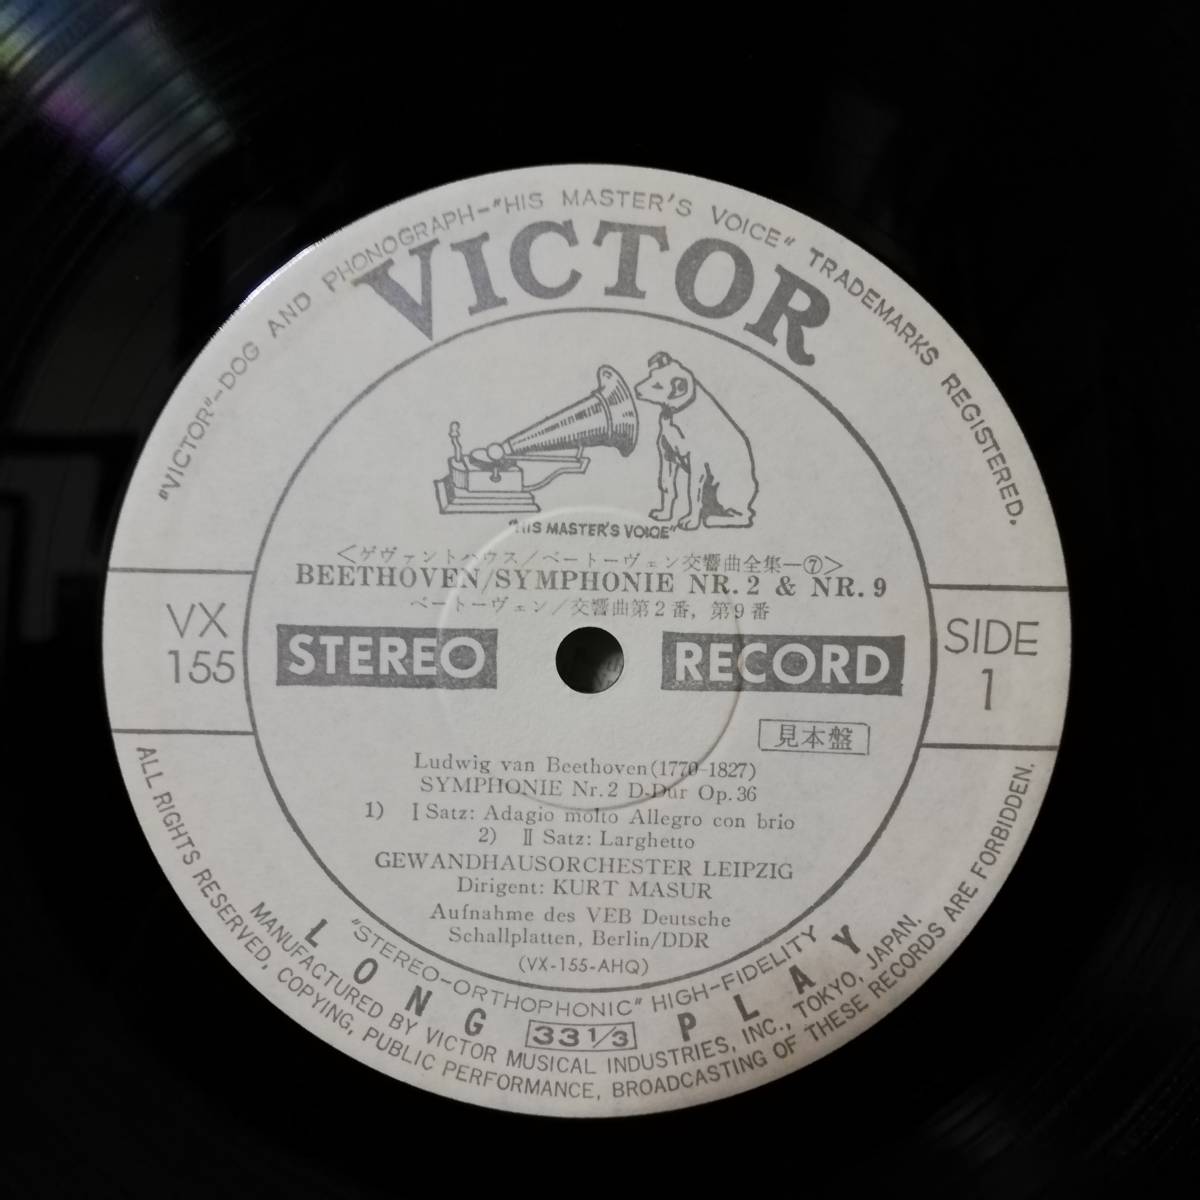 "VICTOR"–DOG AND PHONOGRAPH–"HIS MASTER'S VOICE" TRADEMARKS REGISTERED.
VICTOR
"HIS MASTER'S VOICE"
<ゲヴァントハウス/ベートーヴェン交響曲全集—⑦>
BEETHOVEN/SYMPHONIE NR.2 & NR.9
ベートーヴェン/交響曲第2番,第9番
VX
155
STEREO
RECORD
SIDE
1
見本盤
Ludwig van Beethoven(1770-1827)
SYMPHONIE Nr.2 D-Dur Op.36
1) Ⅰ Satz: Adagio molto Allegro con brio
2) Ⅱ Satz: Larghetto
GEWANDHAUSORCHESTER LEIPZIG
Dirigent: KURT MASUR
Aufnahme des VEB Deutsche
Schallplatten, Berlin/DDR
(VX-155-AHQ)
"STEREO-ORTHOPHONIC" HIGH-FIDELITY
LONG 33 1/3 PLAY
MANUFACTURED BY VICTOR MUSICAL INDUSTRIES, INC., TOKYO, JAPAN.
ALL RIGHTS RESERVED, COPYING, PUBLIC PERFORMANCE, BROADCASTING OF THESE RECORDS ARE FORBIDDEN.